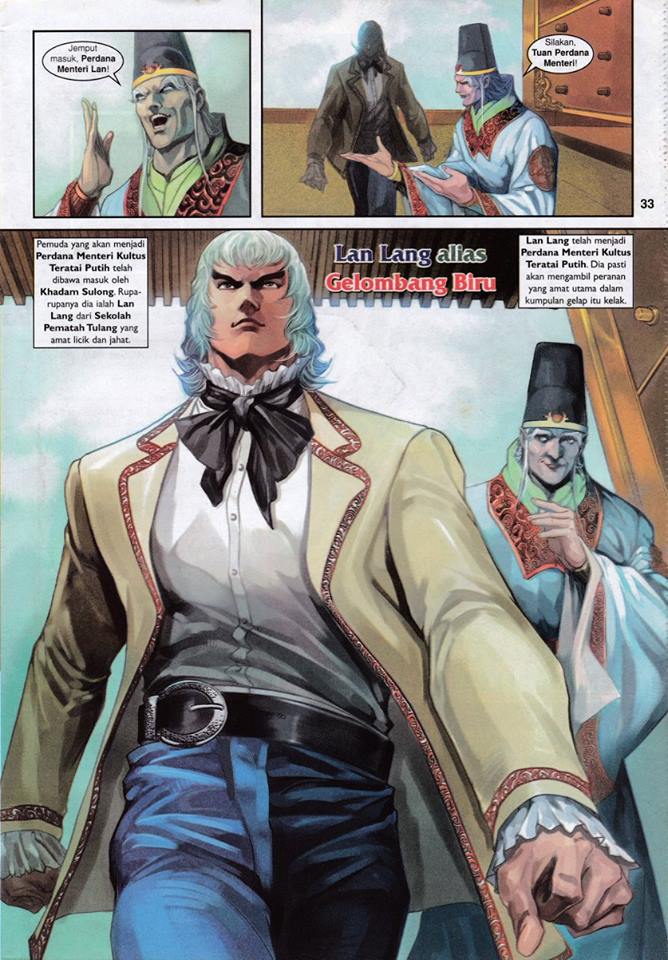 Jemput
masuk, Perdana
Menteri Lan!
Silakan,
Tuan Perdana
Menteri!
33
Pemuda yang akan menjadi
Perdana Menteri Kultus
Teratai Putih telah
dibawa masuk oleh
Khadam Sulong. Rupa-
rupanya dia ialah Lan
Lang dari Sekolah
Pematah Tulang yang
amat licik dan jahat.
Lan Lang alias
Gelombang Biru
Lan Lang telah menjadi
Perdana Menteri Kultus
Teratai Putih. Dia pasti
akan mengambil peranan
yang amat utama dalam
kumpulan gelap itu kelak.